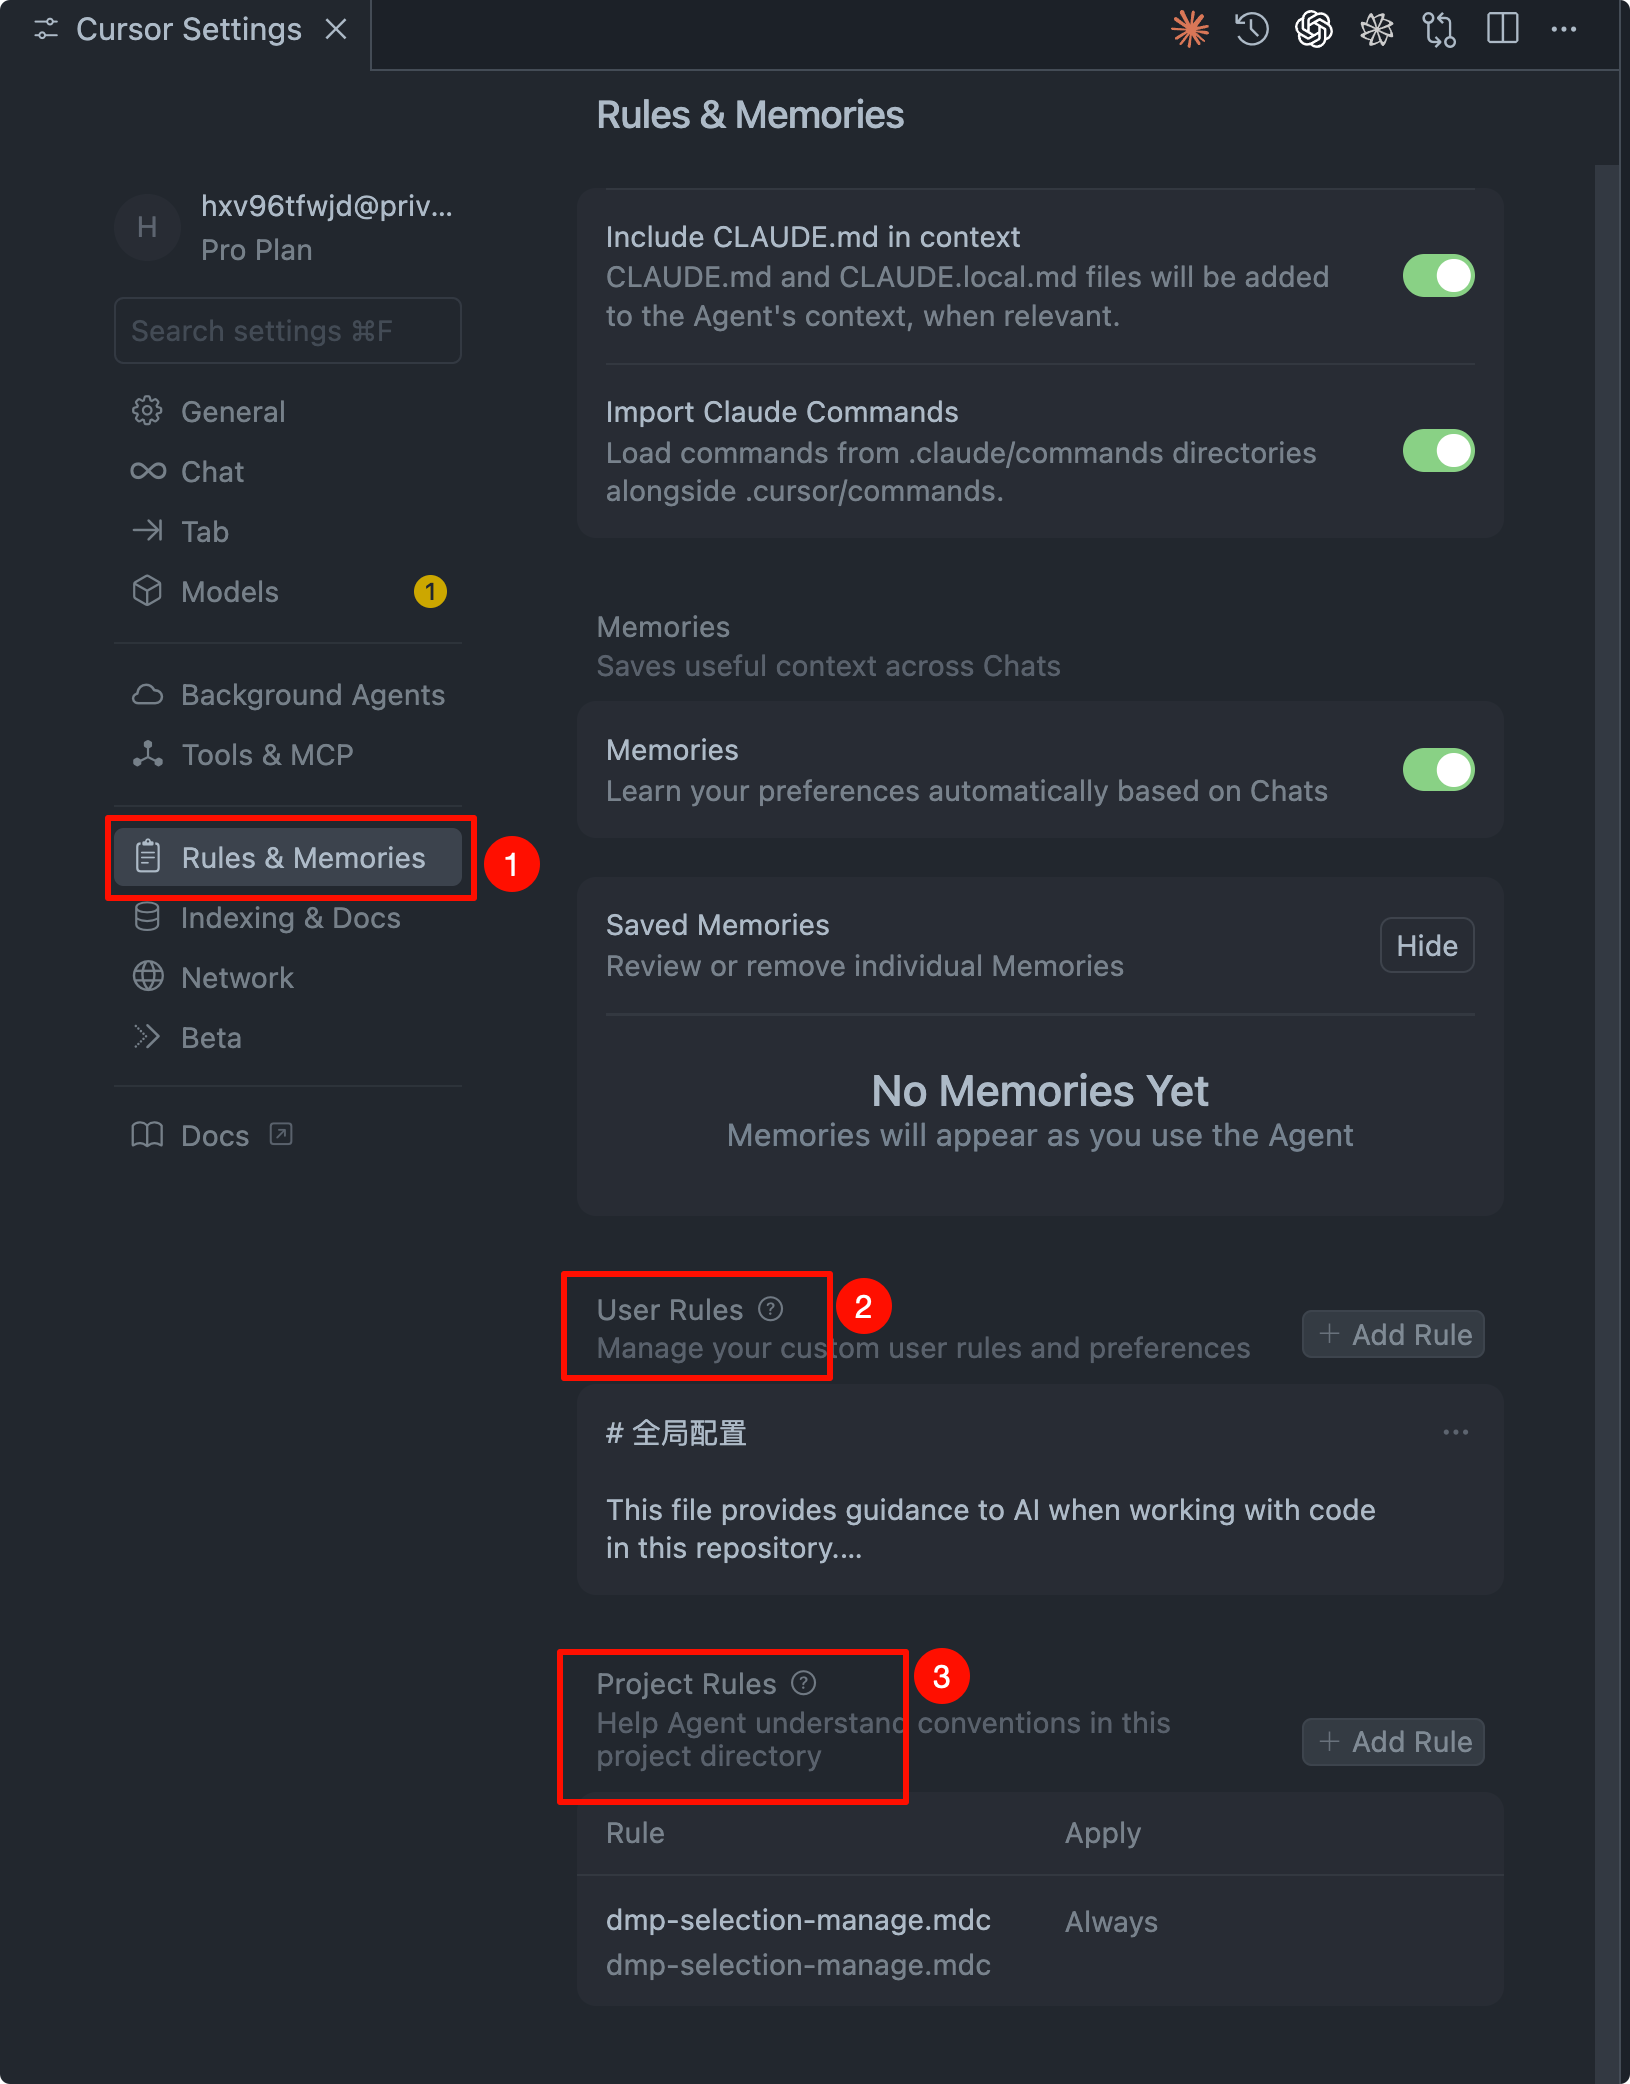 Cursor Settings
Rules & Memories
H
hxv96tfwjd@priv...
Pro Plan
Search settings ⌘F
General
Chat
Tab
Models
1
Background Agents
Tools & MCP
Rules & Memories
1
Indexing & Docs
Network
Beta
Docs
Include CLAUDE.md in context
CLAUDE.md and CLAUDE.local.md files will be added
to the Agent's context, when relevant.
Import Claude Commands
Load commands from .claude/commands directories
alongside .cursor/commands.
Memories
Saves useful context across Chats
Memories
Learn your preferences automatically based on Chats
Saved Memories
Review or remove individual Memories
Hide
No Memories Yet
Memories will appear as you use the Agent
User Rules ?
2
Manage your custom user rules and preferences
+ Add Rule
# 全局配置
This file provides guidance to AI when working with code
in this repository....
Project Rules ?
3
Help Agent understand conventions in this
project directory
+ Add Rule
Rule
Apply
dmp-selection-manage.mdc
Always
dmp-selection-manage.mdc